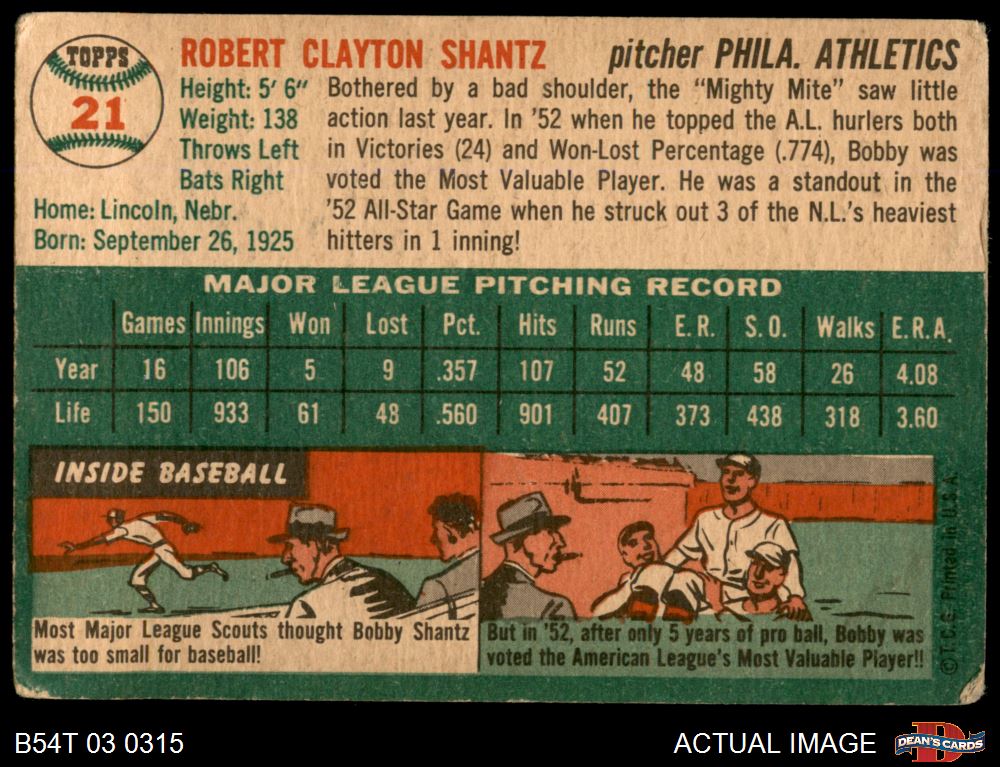 TOPPS
21
ROBERT CLAYTON SHANTZ pitcher PHILA. ATHLETICS
Height: 5' 6"
Weight: 138
Throws Left
Bats Right
Home: Lincoln, Nebr.
Born: September 26, 1925
Bothered by a bad shoulder, the "Mighty Mite" saw little
action last year. In '52 when he topped the A.L. hurlers both
in Victories (24) and Won-Lost Percentage (.774), Bobby was
voted the Most Valuable Player. He was a standout in the
'52 All-Star Game when he struck out 3 of the N.L.'s heaviest
hitters in 1 inning!
MAJOR LEAGUE PITCHING RECORD
Games Innings Won Lost Pct. Hits Runs E.R. S.O. Walks E.R.A.
Year 16 106 5 9 .357 107 52 48 58 26 4.08
Life 150 933 61 48 .560 901 407 373 438 318 3.60
INSIDE BASEBALL
Most Major League Scouts thought Bobby Shantz
was too small for baseball!
But in '52, after only 5 years of pro ball, Bobby was
voted the American League's Most Valuable Player!!
© T.C.G. Printed in U.S.A.
B54T 03 0315
ACTUAL IMAGE
D
DEAN'S CARDS